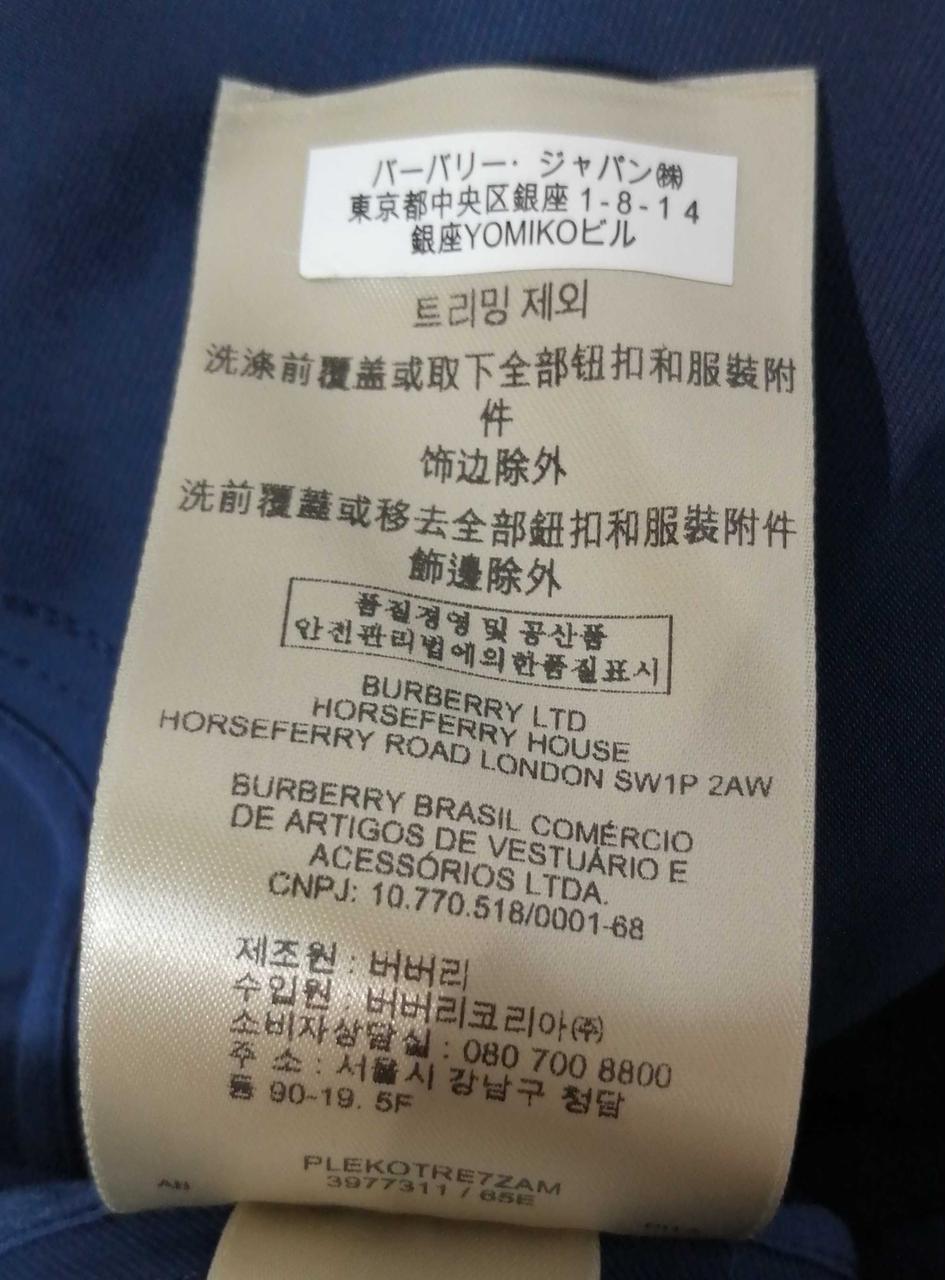 バーバリー・ジャパン㈱
東京都中央区銀座1-8-14
銀座YOMIKOビル
트리밍 제외
洗涤前覆盖或取下全部钮扣和服裝附
件
饰边除外
洗前覆蓋或移去全部鈕扣和服裝附件
飾邊除外
품질경영 및 공산품
안전관리법에의한품질표시
BURBERRY LTD
HORSEFERRY HOUSE
HORSEFERRY ROAD LONDON SW1P 2AW
BURBERRY BRASIL COMÉRCIO
DE ARTIGOS DE VESTUÁRIO E
ACESSÓRIOS LTDA.
CNPJ: 10.770.518/0001-68
제조원 : 버버리
수입원 : 버버리코리아㈜
소비자상담실 : 080 700 8800
주 소 : 서울시 강남구 청담
동 90-19. 5F
PLEKOTRE7ZAM
3977311 / 65E
AB